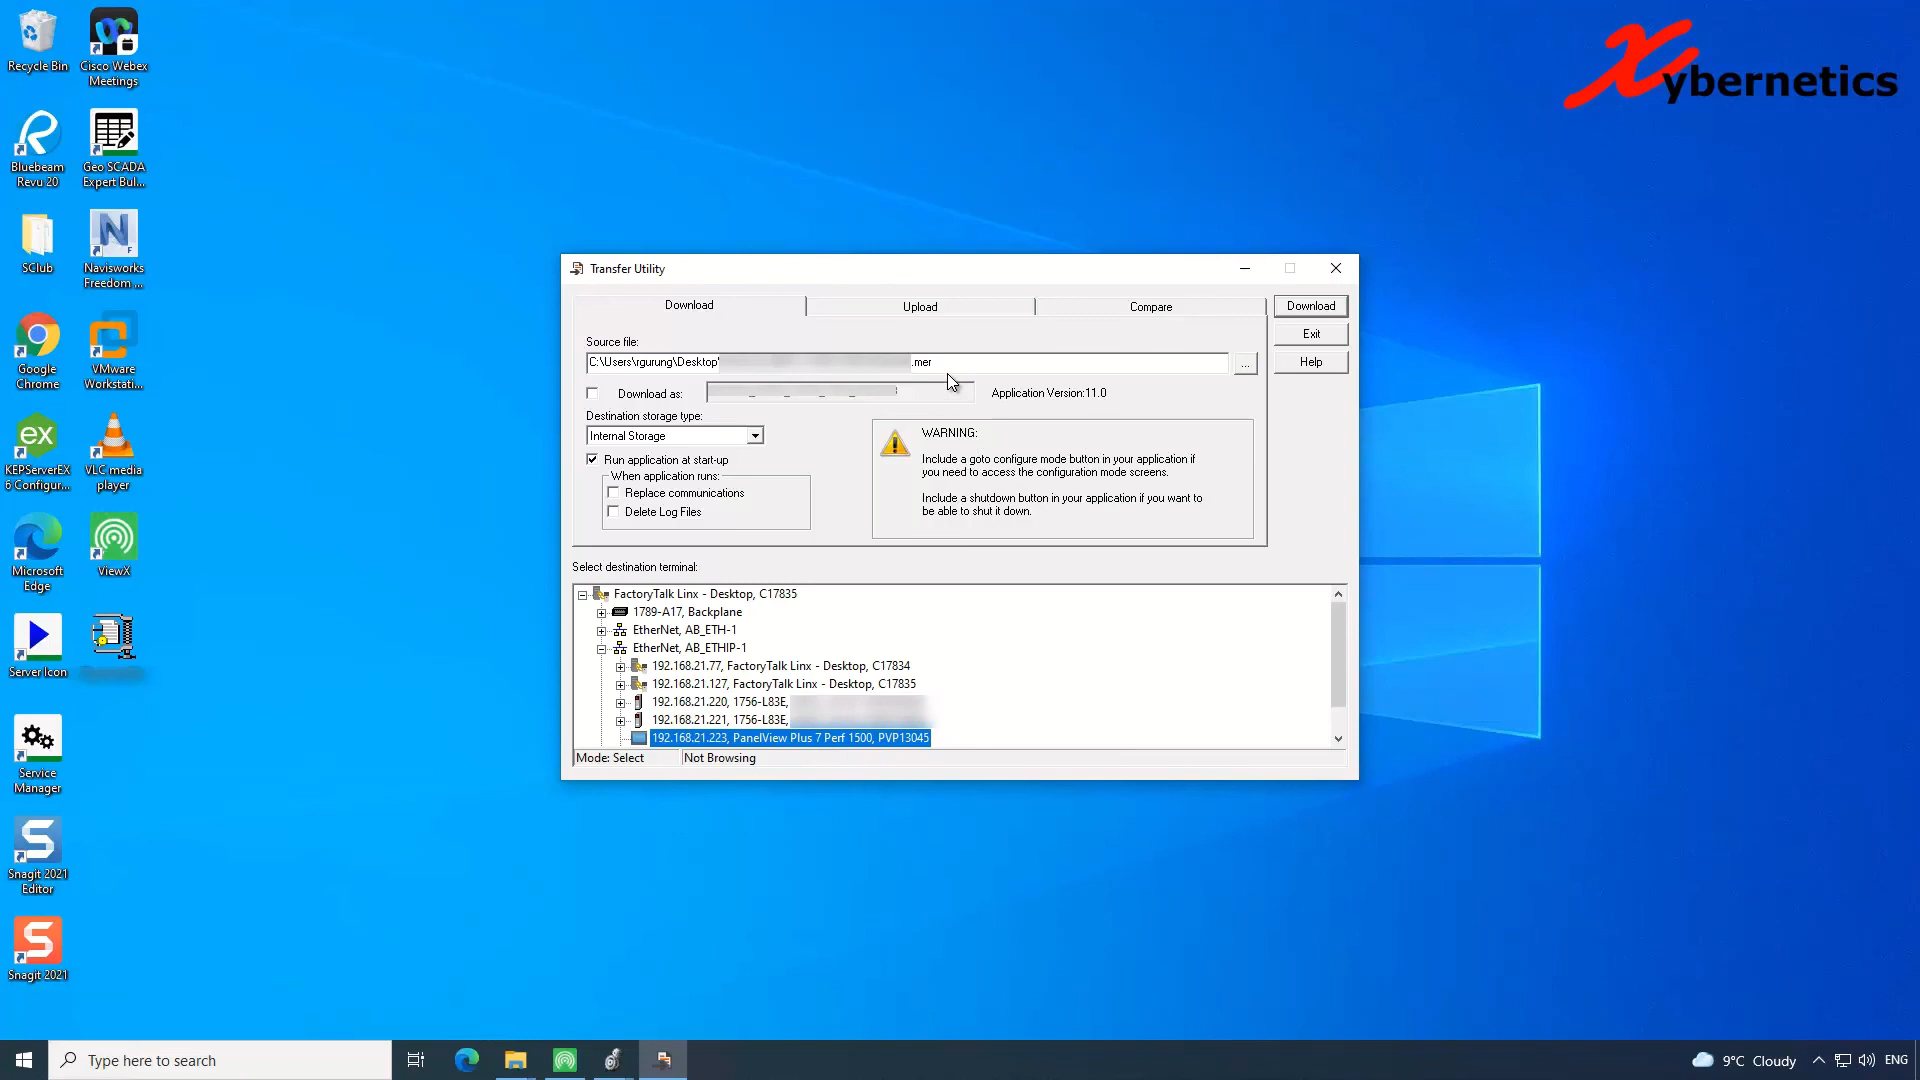 Recycle Bin
Cisco Webex
Meetings
Xybernetics
Bluebeam
Revu 20
Geo SCADA
Expert Bul...
SClub
Navisworks
Freedom ...
Google
Chrome
VMware
Workstati...
KEPServerEX
6 Configur...
VLC media
player
Microsoft
Edge
ViewX
Server Icon
Service
Manager
Snagit 2021
Editor
Snagit 2021
Transfer Utility
Download
Upload
Compare
Download
Exit
Help
Source file:
C:\Users\rgurung\Desktop\
.mer
...
Download as:
Application Version:11.0
Destination storage type:
Internal Storage
Run application at start-up
When application runs:
Replace communications
Delete Log Files
WARNING:
Include a goto configure mode button in your application if
you need to access the configuration mode screens.
Include a shutdown button in your application if you want to
be able to shut it down.
Select destination terminal:
FactoryTalk Linx - Desktop, C17835
1789-A17, Backplane
EtherNet, AB_ETH-1
EtherNet, AB_ETHIP-1
192.168.21.77, FactoryTalk Linx - Desktop, C17834
192.168.21.127, FactoryTalk Linx - Desktop, C17835
192.168.21.220, 1756-L83E,
192.168.21.221, 1756-L83E,
192.168.21.223, PanelView Plus 7 Perf 1500, PVP13045
Mode: Select
Not Browsing
Type here to search
9°C Cloudy
ENG